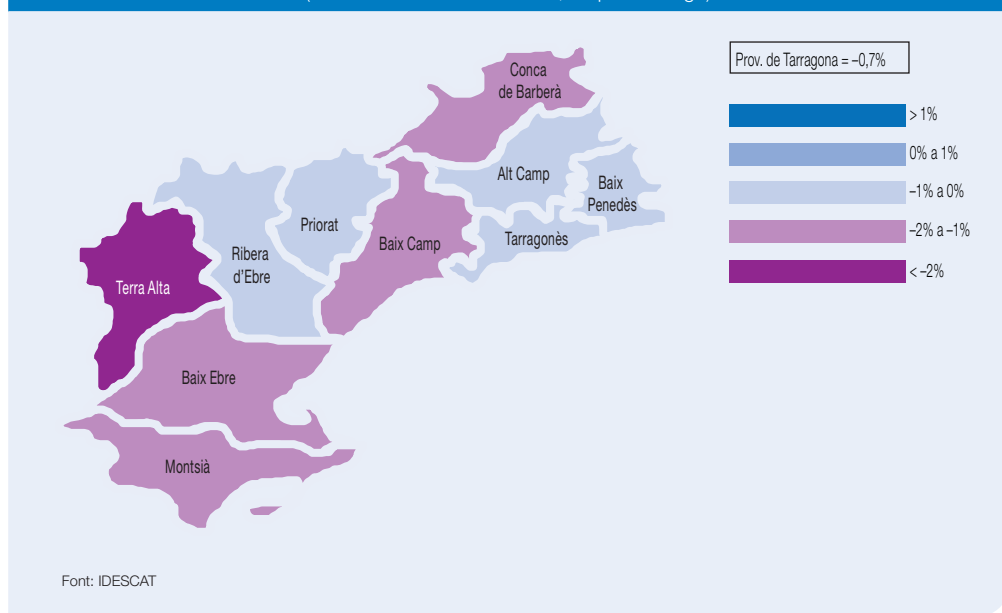 Prov. de Tarragona = –0,7%
> 1%
0% a 1%
–1% a 0%
–2% a –1%
< –2%
Conca
de Barberà
Alt Camp
Baix
Penedès
Priorat
Tarragonès
Baix Camp
Ribera
d'Ebre
Terra Alta
Baix Ebre
Montsià
Font: IDESCAT